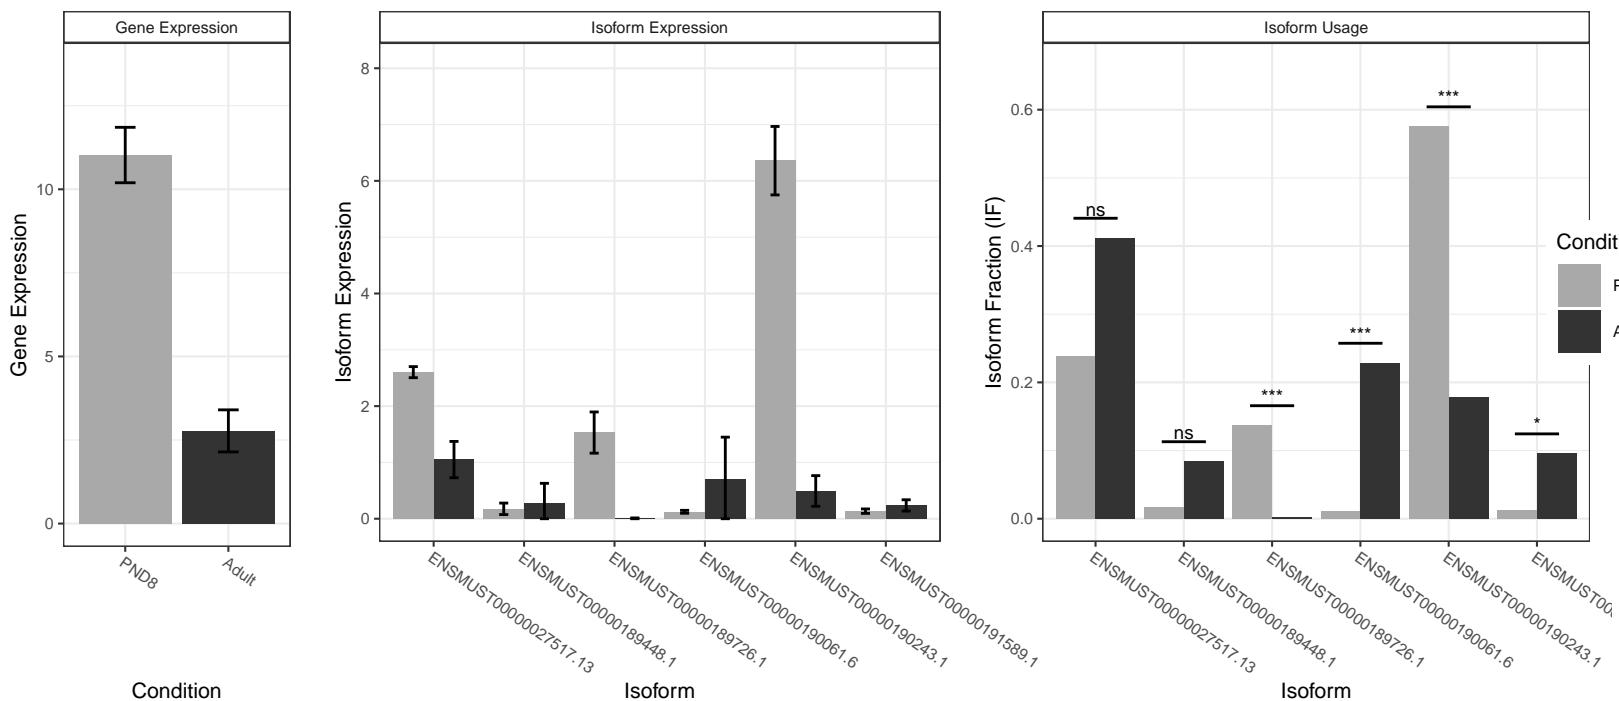 Gene Expression
Isoform Expression
Isoform Usage
Gene Expression
10
5
0
PND8
Adult
Condition
Isoform Expression
8
6
4
2
0
ENSMUST00000027517.13
ENSMUST00000189448.1
ENSMUST00000189726.1
ENSMUST00000190061.6
ENSMUST00000190243.1
ENSMUST00000191589.1
Isoform
Isoform Fraction (IF)
0.6
0.4
0.2
0.0
ns
ns
***
***
***
*
ENSMUST00000027517.13
ENSMUST00000189448.1
ENSMUST00000189726.1
ENSMUST00000190061.6
ENSMUST00000190243.1
Isoform
Condit